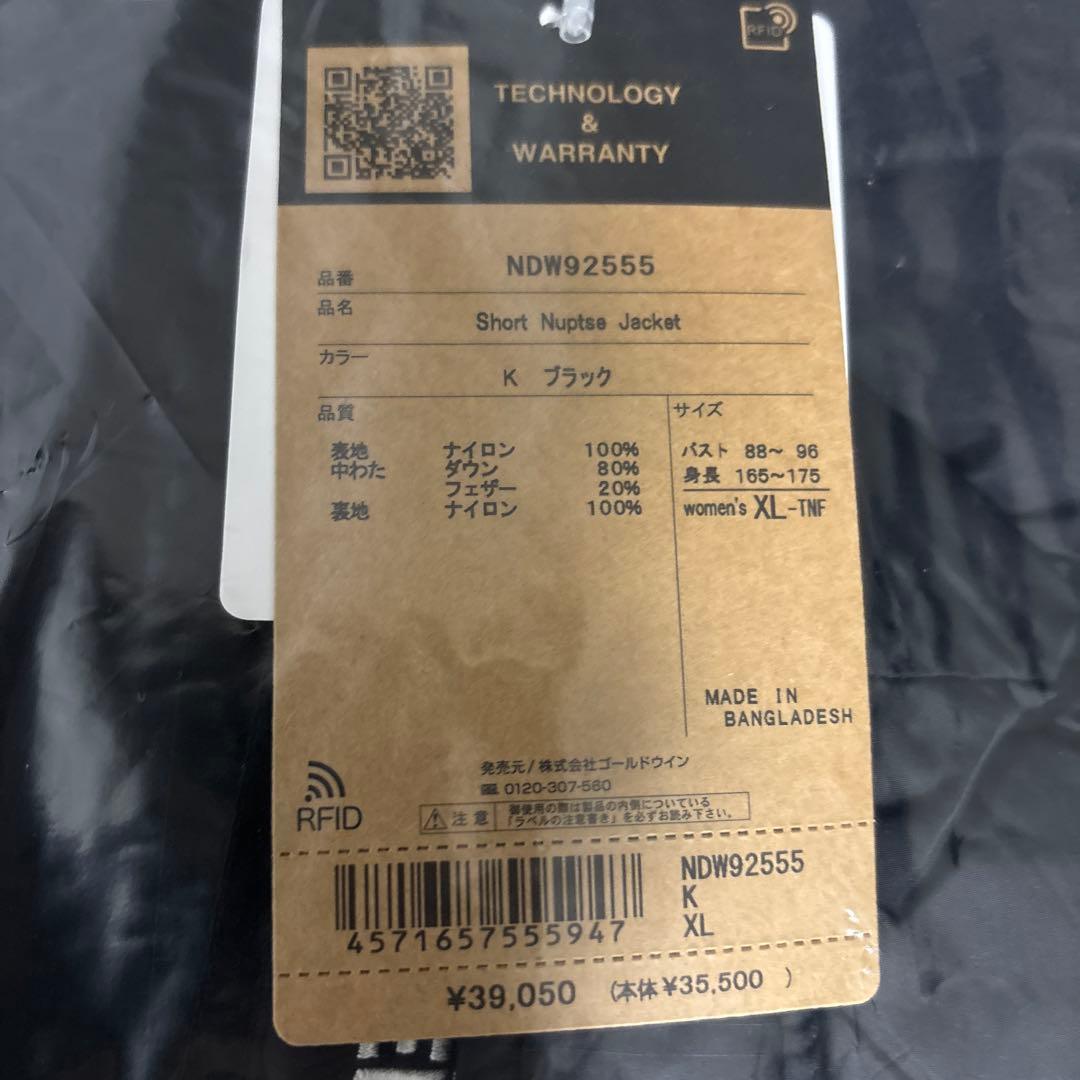 RFID
TECHNOLOGY
&
WARRANTY
品番 NDW92555
品名 Short Nuptse Jacket
カラー K ブラック
品質
表地 ナイロン 100%
中わた ダウン 80%
フェザー 20%
裏地 ナイロン 100%
サイズ
バスト 88～ 96
身長 165～175
women's XL-TNF
MADE IN
BANGLADESH
発売元/株式会社ゴールドウイン
0120-307-560
RFID
注意
御使用の際は製品の内側についている
「ラベルの注意書き」を必ずお読み下さい。
4571657555947
NDW92555
K
XL
¥39,050 (本体¥35,500 )